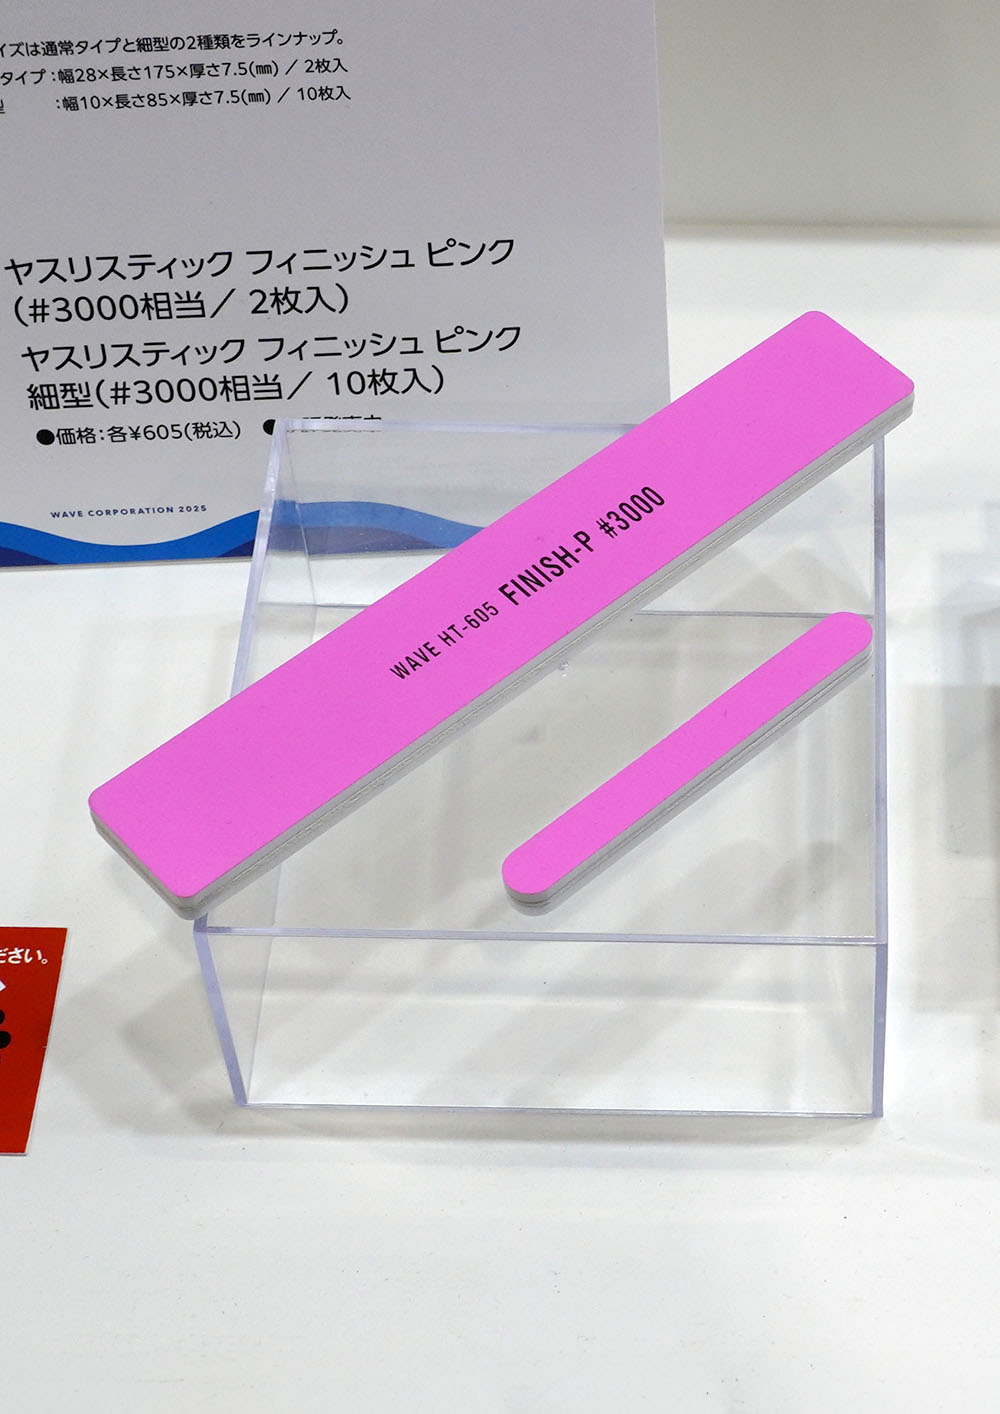 イズは通常タイプと細型の2種類をラインナップ。
タイプ:幅28×長さ175×厚さ7.5(㎜) / 2枚入
型 :幅10×長さ85×厚さ7.5(㎜) / 10枚入
ヤスリスティック フィニッシュ ピンク
(#3000相当/ 2枚入)
ヤスリスティック フィニッシュ ピンク
細型(#3000相当/ 10枚入)
●価格:各¥605(税込) ●
WAVE CORPORATION 2025
WAVE HT-605 FINISH-P #3000
ださい。